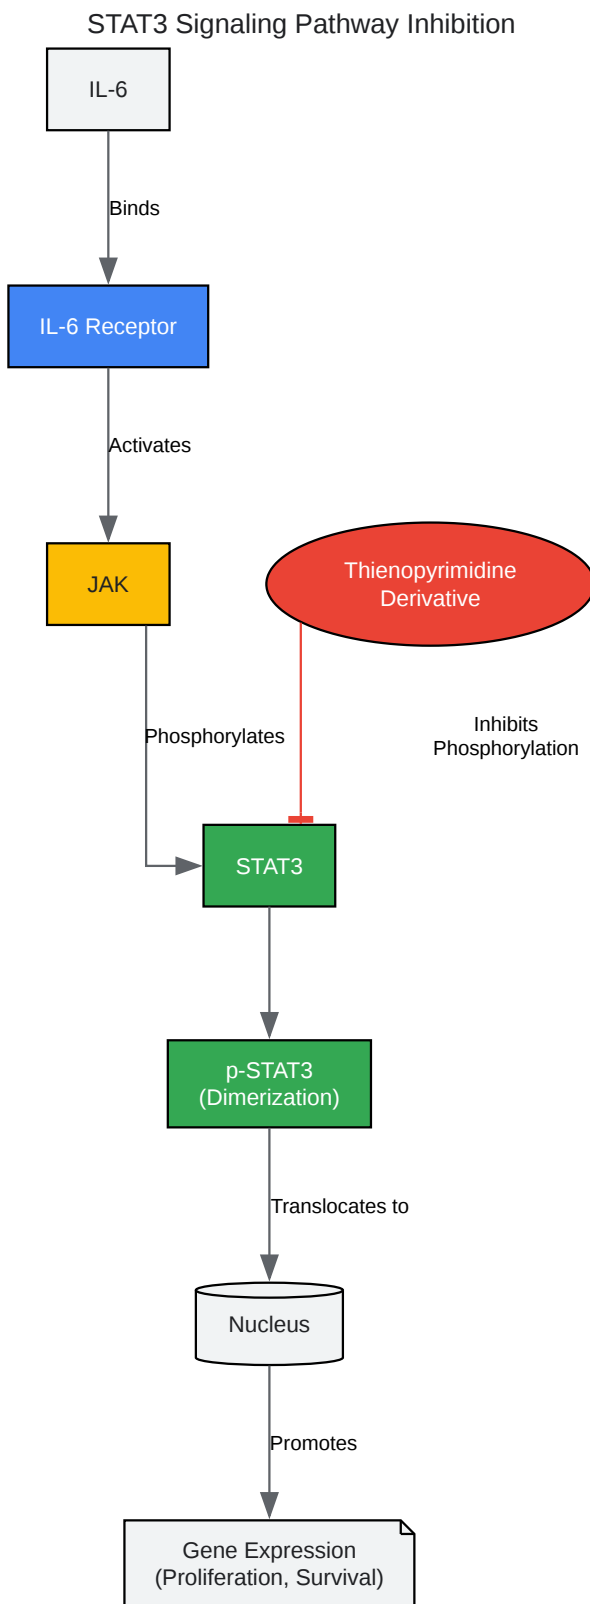 STAT3 Signaling Pathway Inhibition
IL-6
Binds
IL-6 Receptor
Activates
JAK
Thienopyrimidine
Derivative
Phosphorylates
Inhibits
Phosphorylation
STAT3
p-STAT3
(Dimerization)
Translocates to
Nucleus
Promotes
Gene Expression
(Proliferation, Survival)